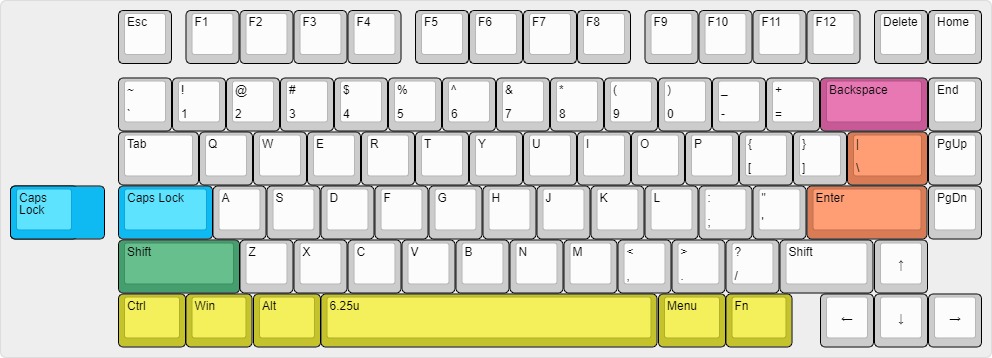 Esc F1 F2 F3 F4 F5 F6 F7 F8 F9 F10 F11 F12 Delete Home
~ ! @ # $ % ^ & * ( ) _ + Backspace End
` 1 2 3 4 5 6 7 8 9 0 - =
Tab Q W E R T Y U I O P { } | PgUp
[ ] \
Caps Caps Lock A S D F G H J K L : " Enter PgDn
Lock ; '
Shift Z X C V B N M < > ? Shift ↑
, . /
Ctrl Win Alt 6.25u Menu Fn ← ↓ →